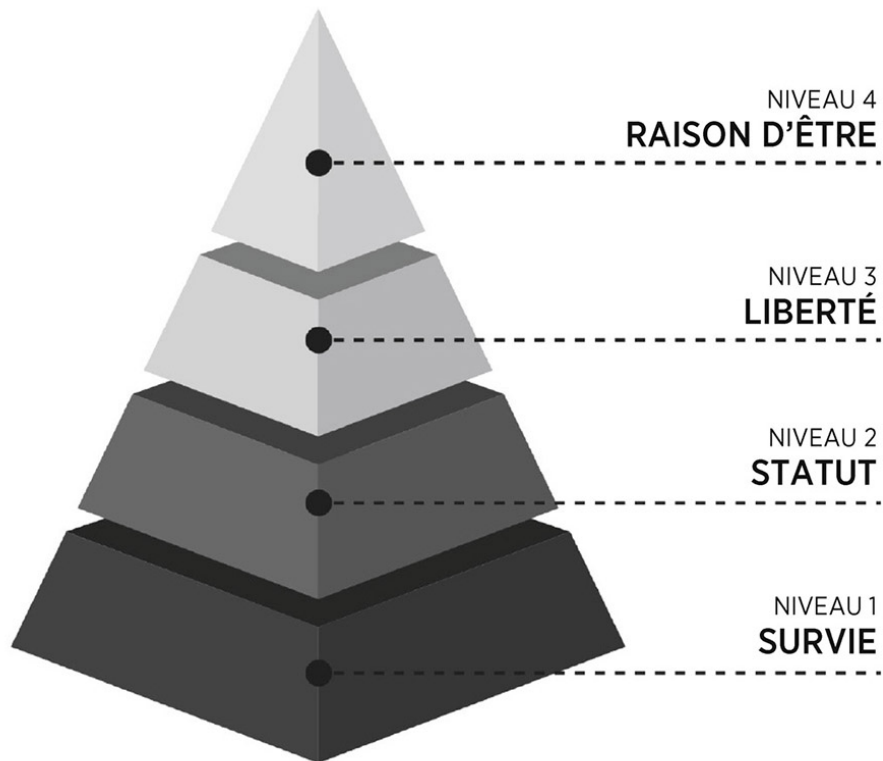 NIVEAU 4
RAISON D’ÊTRE
NIVEAU 3
LIBERTÉ
NIVEAU 2
STATUT
NIVEAU 1
SURVIE